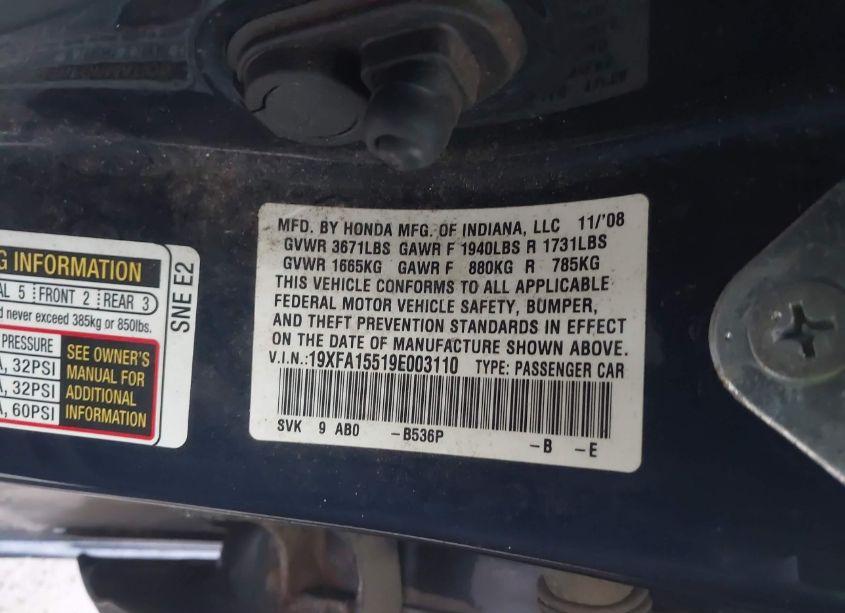 G INFORMATION
AL 5 FRONT 2 REAR 3
d never exceed 385kg or 850lbs.
PRESSURE
A, 32PSI
A, 32PSI
A, 60PSI
SEE OWNER'S
MANUAL FOR
ADDITIONAL
INFORMATION
SNE E2
MFD. BY HONDA MFG. OF INDIANA, LLC 11/'08
GVWR 3671LBS GAWR F 1940LBS R 1731LBS
GVWR 1665KG GAWR F 880KG R 785KG
THIS VEHICLE CONFORMS TO ALL APPLICABLE
FEDERAL MOTOR VEHICLE SAFETY, BUMPER,
AND THEFT PREVENTION STANDARDS IN EFFECT
ON THE DATE OF MANUFACTURE SHOWN ABOVE.
V.I.N.:19XFA15519E003110 TYPE: PASSENGER CAR
SVK 9 AB0 -B536P -B -E